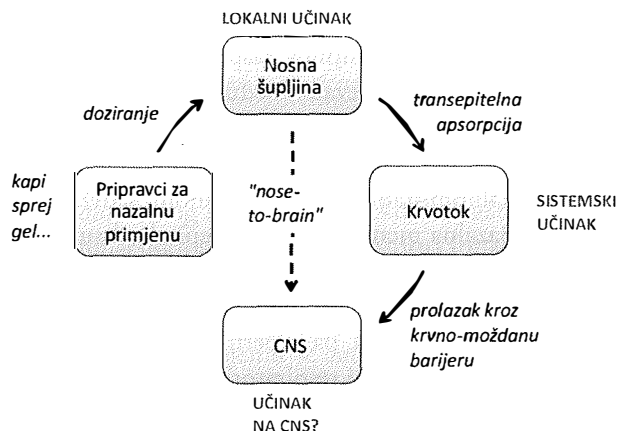 LOKALNI UČINAK
Nosna
šupljina
doziranje
transepitelna
apsorpcija
kapi
sprej
gel...
Pripravci za
nazalnu
primjenu
"nose-
to-brain"
Krvotok
SISTEMSKI
UČINAK
prolazak kroz
krvno-moždanu
barijeru
CNS
UČINAK
NA CNS?